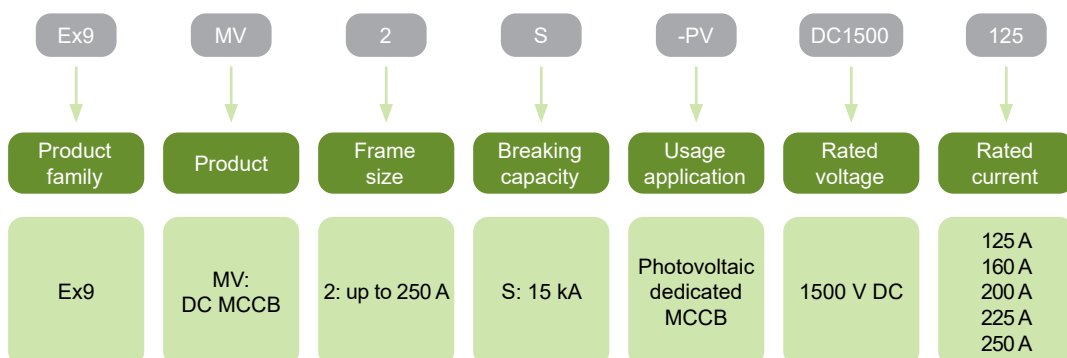 Ex9 MV 2 S -PV DC1500 125
Product family
Product
Frame size
Breaking capacity
Usage application
Rated voltage
Rated current
Ex9
MV:
DC MCCB
2: up to 250 A
S: 15 kA
Photovoltaic
dedicated
MCCB
1500 V DC
125 A
160 A
200 A
225 A
250 A